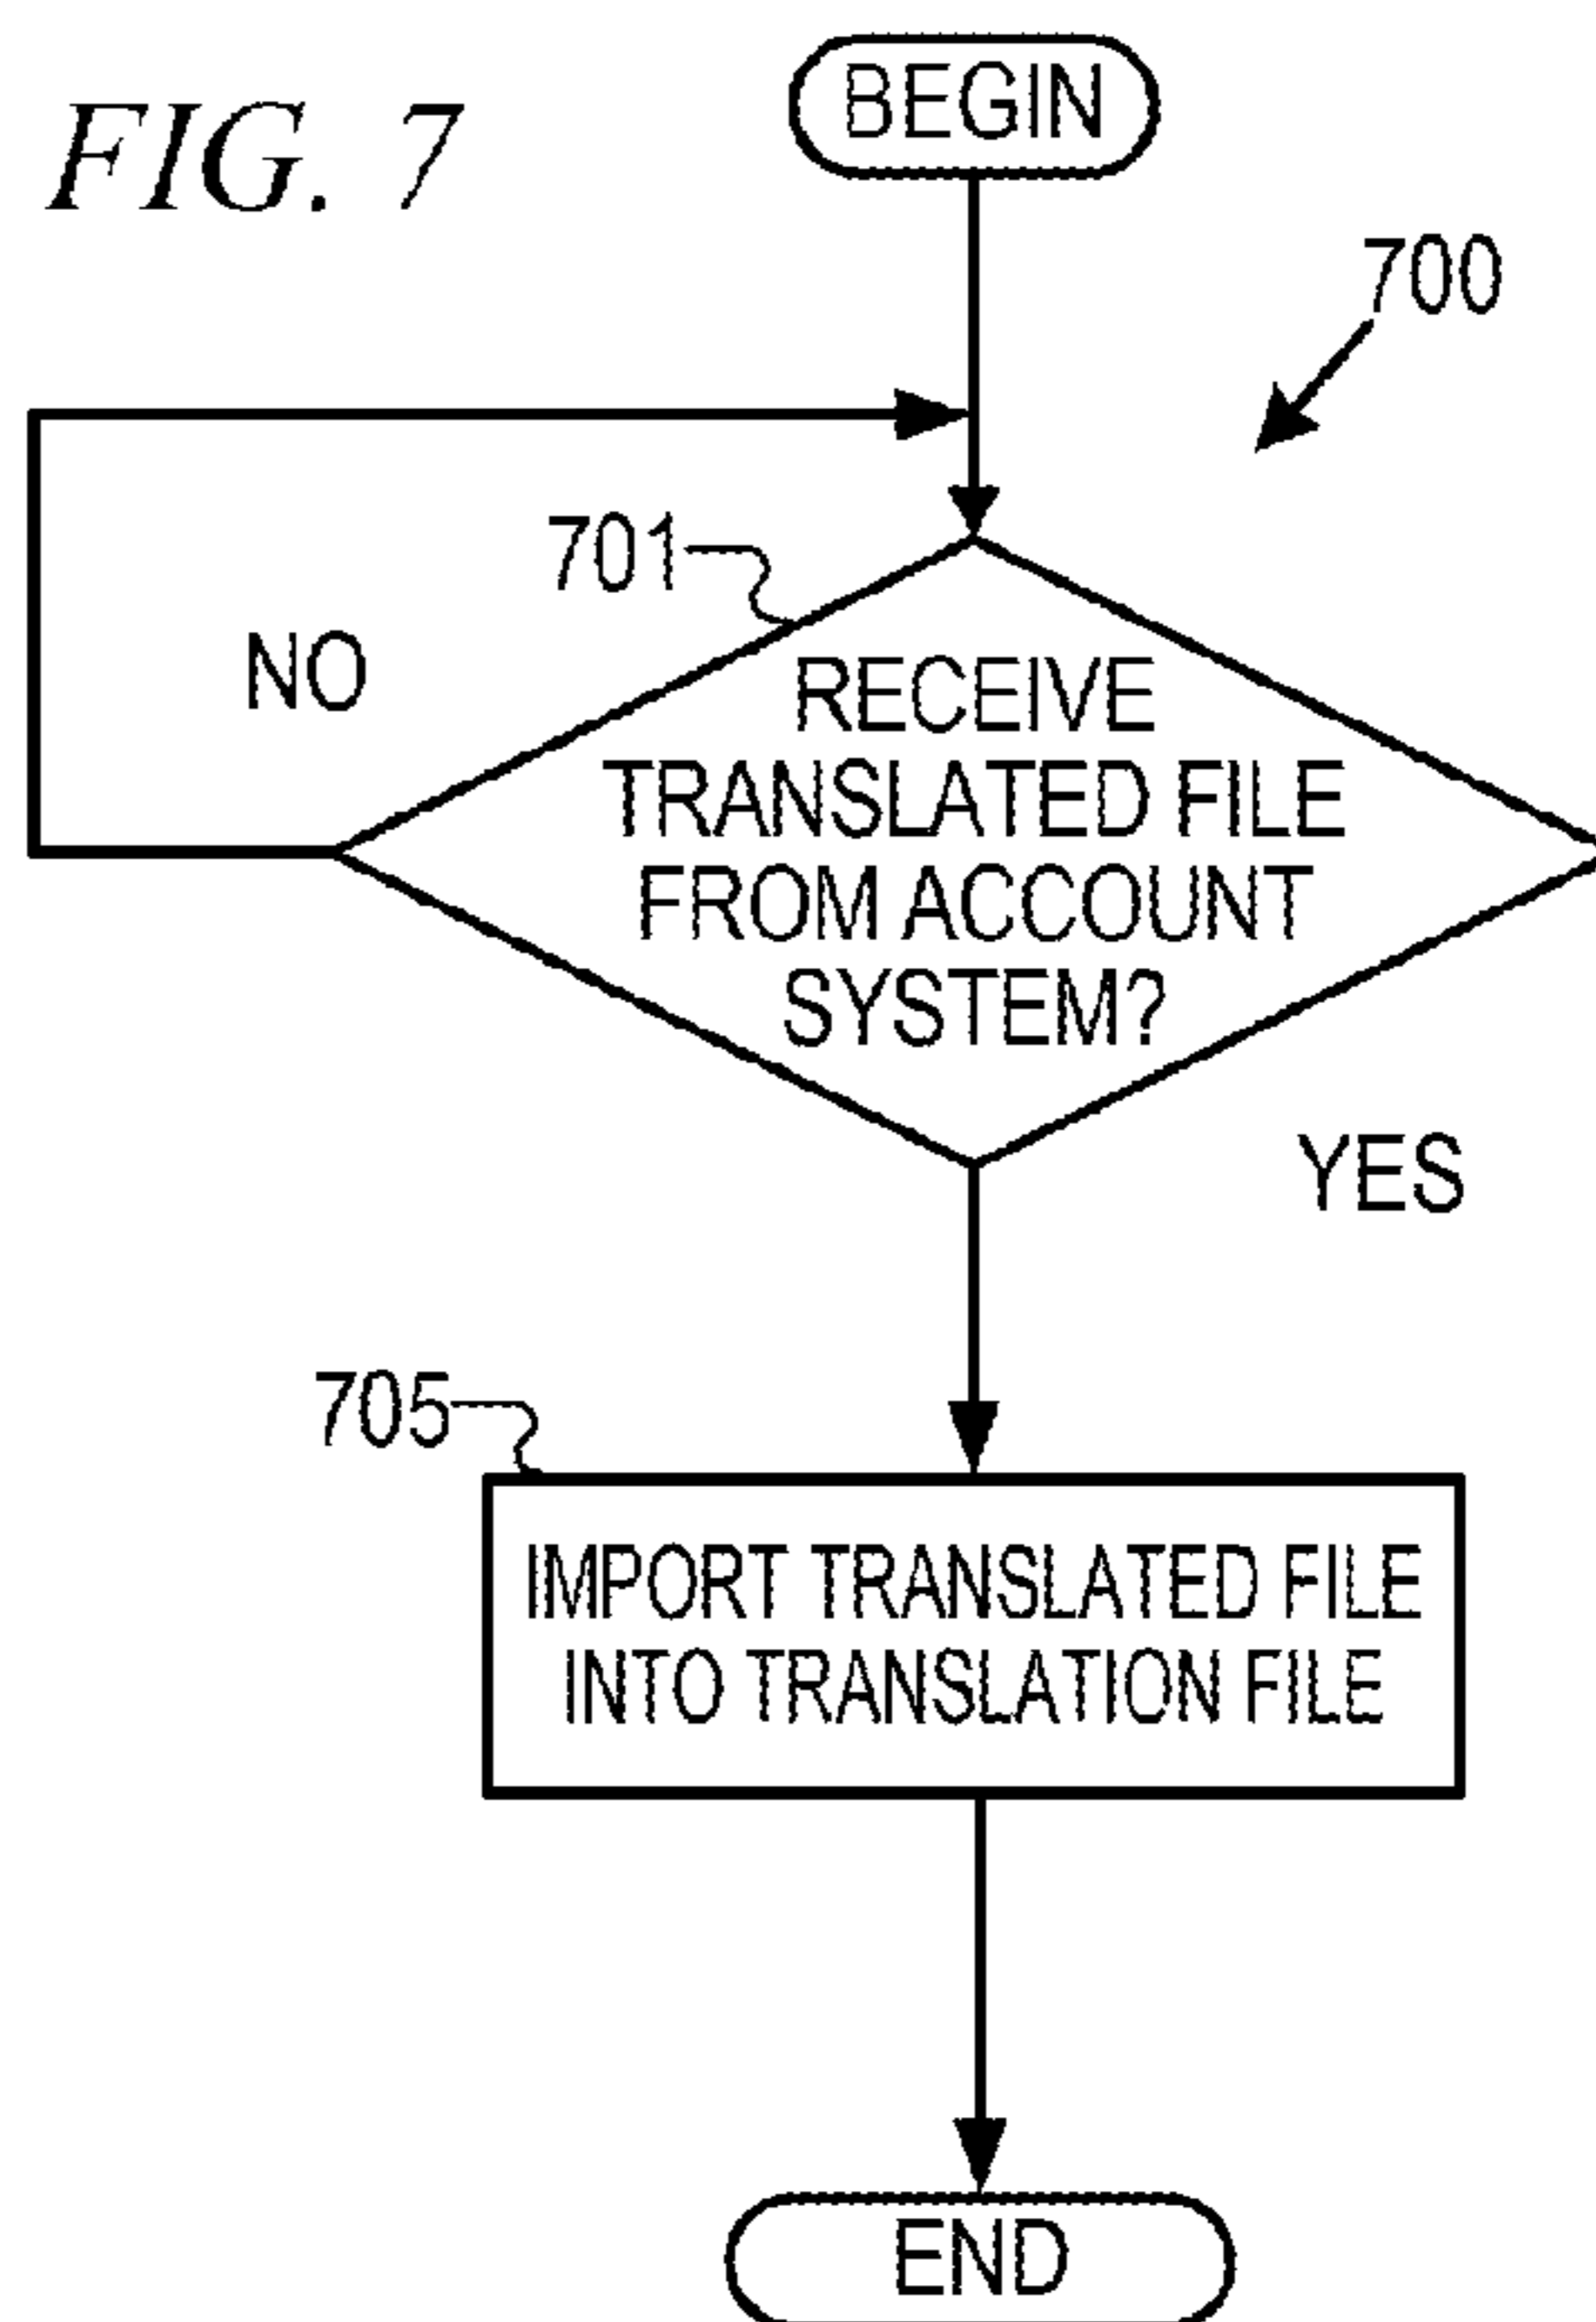 FIG. 7
BEGIN
700
701
NO
RECEIVE
TRANSLATED FILE
FROM ACCOUNT
SYSTEM?
YES
705
IMPORT TRANSLATED FILE
INTO TRANSLATION FILE
END